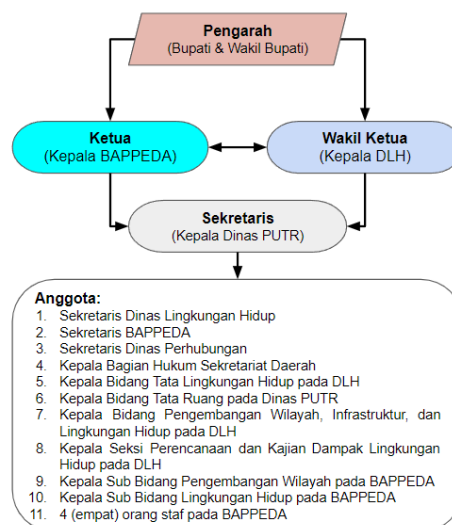 Pengarah
(Bupati & Wakil Bupati)
Ketua
(Kepala BAPPEDA)
Wakil Ketua
(Kepala DLH)
Sekretaris
(Kepala Dinas PUTR)
Anggota:
1. Sekretaris Dinas Lingkungan Hidup
2. Sekretaris BAPPEDA
3. Sekretaris Dinas Perhubungan
4. Kepala Bagian Hukum Sekretariat Daerah
5. Kepala Bidang Tata Lingkungan Hidup pada DLH
6. Kepala Bidang Tata Ruang pada Dinas PUTR
7. Kepala Bidang Pengembangan Wilayah, Infrastruktur, dan
Lingkungan Hidup pada DLH
8. Kepala Seksi Perencanaan dan Kajian Dampak Lingkungan
Hidup pada DLH
9. Kepala Sub Bidang Pengembangan Wilayah pada BAPPEDA
10. Kepala Sub Bidang Lingkungan Hidup pada BAPPEDA
11. 4 (empat) orang staf pada BAPPEDA